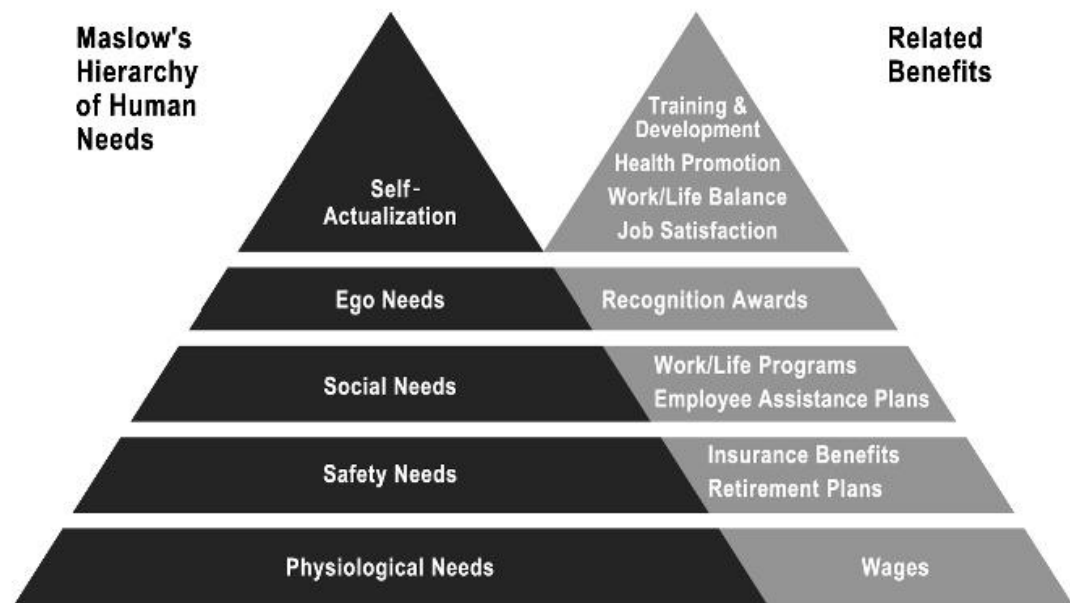 Maslow's
Hierarchy
of Human
Needs
Related
Benefits
Self-
Actualization
Training &
Development
Health Promotion
Work/Life Balance
Job Satisfaction
Ego Needs
Recognition Awards
Social Needs
Work/Life Programs
Employee Assistance Plans
Safety Needs
Insurance Benefits
Retirement Plans
Physiological Needs
Wages